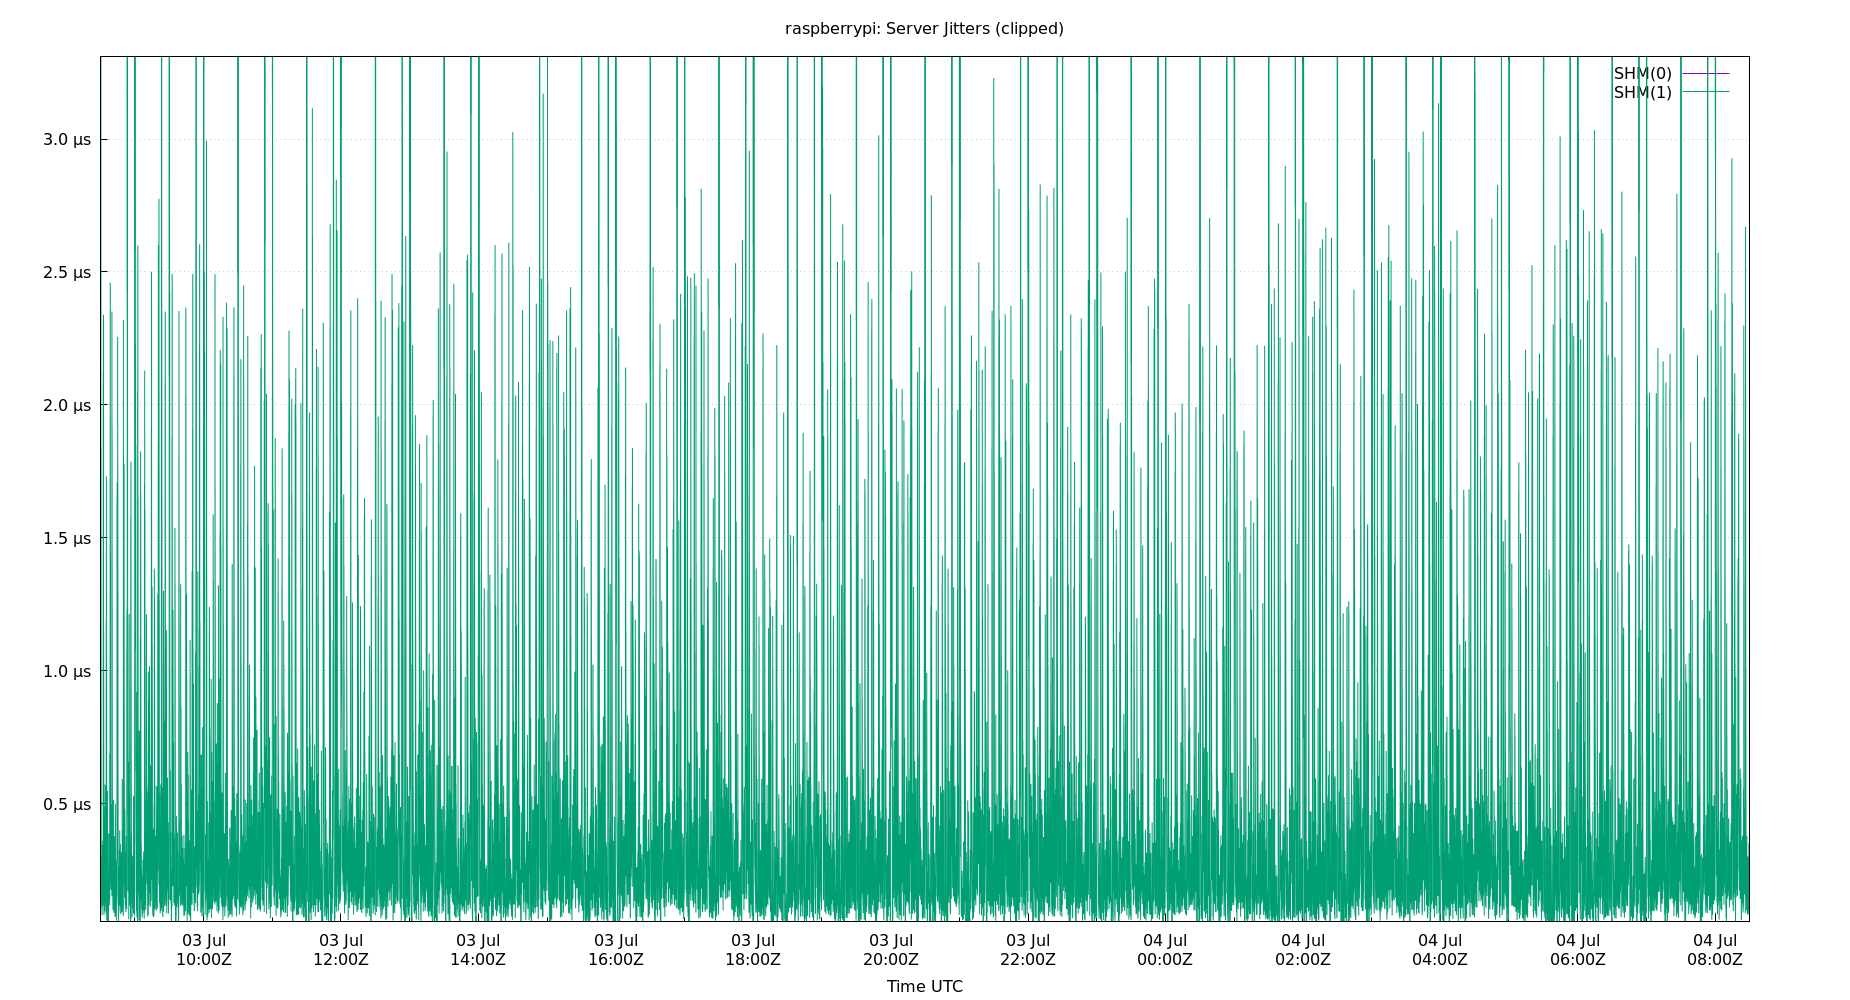 raspberrypi: Server Jitters (clipped)
SHM(0)
SHM(1)
3.0 µs
2.5 µs
2.0 µs
1.5 µs
1.0 µs
0.5 µs
03 Jul 03 Jul 03 Jul 03 Jul 03 Jul 03 Jul 03 Jul 04 Jul 04 Jul 04 Jul 04 Jul 04 Jul
10:00Z 12:00Z 14:00Z 16:00Z 18:00Z 20:00Z 22:00Z 00:00Z 02:00Z 04:00Z 06:00Z 08:00Z
Time UTC